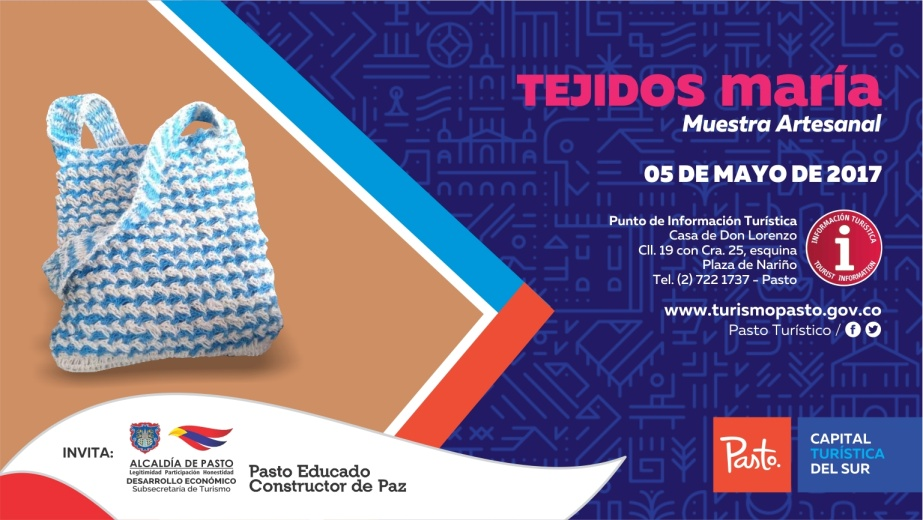 TEJIDOS maría
Muestra Artesanal
05 DE MAYO DE 2017
Punto de Información Turística
Casa de Don Lorenzo
Cll. 19 con Cra. 25, esquina
Plaza de Nariño
Tel. (2) 722 1737 - Pasto
INFORMACIÓN TURÍSTICA
i
TOURIST INFORMATION
www.turismopasto.gov.co
Pasto Turístico /
INVITA:
ALCALDÍA DE PASTO
Legitimidad Participación Honestidad
DESARROLLO ECONÓMICO
Subsecretaría de Turismo
Pasto Educado
Constructor de Paz
Pasto.
CAPITAL
TURÍSTICA
DEL SUR